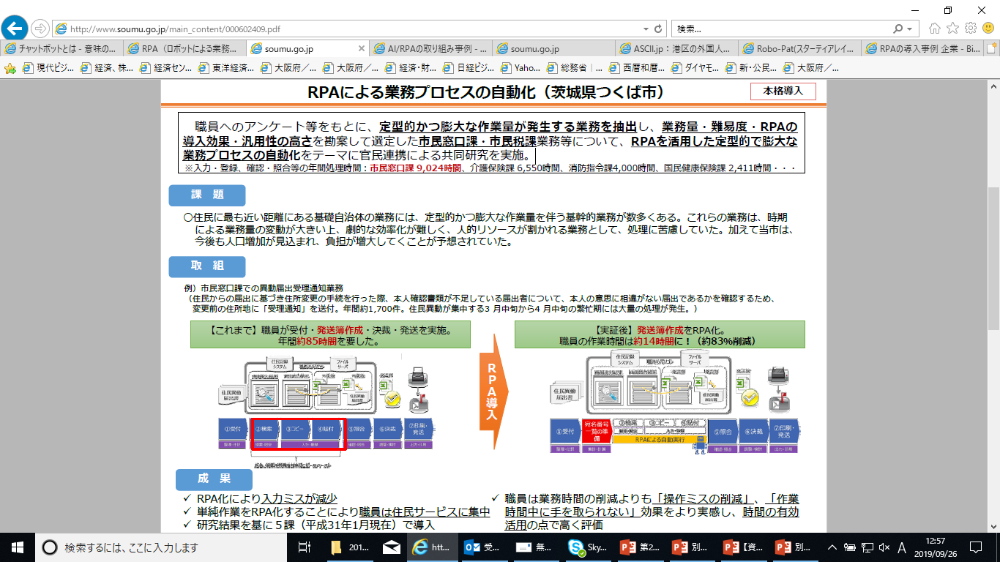 http://www.soumu.go.jp/main_content/000602409.pdf
検索...
チャットボットとは - 意味の...
RPA（ロボットによる業務...
soumu.go.jp
AI/RPAの取り組み事例 - ...
soumu.go.jp
ASCII.jp：港区の外国人...
Robo-Pat(スターティアレイ...
RPAの導入事例 企業 - Bi...
現代ビジ...
経済、株...
経済セン...
東洋経済...
大阪府／...
大阪府／...
経済・財...
日経ビジ...
Yaho...
総務省｜...
西暦和暦...
ダイヤモ...
新・公民...
大阪府／...
RPAによる業務プロセスの自動化（茨城県つくば市）
本格導入
職員へのアンケート等をもとに、定型的かつ膨大な作業量が発生する業務を抽出し、業務量・難易度・RPAの
導入効果・汎用性の高さを勘案して選定した市民窓口課・市民税課業務等について、RPAを活用した定型的で膨大な
業務プロセスの自動化をテーマに官民連携による共同研究を実施。
※入力・登録、確認・照合等の年間処理時間：市民窓口課 9,024時間、介護保険課 6,550時間、消防指令課4,000時間、国民健康保険課 2,411時間・・・
課 題
○住民に最も近い距離にある基礎自治体の業務には、定型的かつ膨大な作業量を伴う基幹的業務が数多くある。これらの業務は、時期
による業務量の変動が大きい上、劇的な効率化が難しく、人的リソースが割かれる業務として、処理に苦慮していた。加えて当市は、
今後も人口増加が見込まれ、負担が増大してくことが予想されていた。
取 組
例）市民窓口課での異動届出受理通知業務
（住民からの届出に基づき住所変更の手続を行った際、本人確認書類が不足している届出者について、本人の意思に相違がない届出であるかを確認するため、
変更前の住所地に「受理通知」を送付。年間約1,700件。住民異動が集中する3 月中旬から4 月中旬の繁忙期には大量の処理が発生。）
【これまで】職員が受付・発送簿作成・決裁・発送を実施。
年間約85時間を要した。
住民記録
システム
ファイル
サーバ
住民異動
届出書
①受付
②検索
③コピー
④貼付
⑤照合
⑥決裁
⑦印刷・
発送
RPA導入
【実証後】発送簿作成をRPA化。
職員の作業時間は約14時間に！（約83%削減）
住民記録
システム
ファイル
サーバ
住民異動
届出書
①受付
宛名番号
一覧の準
備
②検索
③コピー
④貼付
RPAによる自動実行
⑤照合
⑥決裁
⑦印刷・
発送
成 果
✓ RPA化により入力ミスが減少
✓ 単純作業をRPA化することにより職員は住民サービスに集中
✓ 研究結果を基に５課（平成31年1月現在）で導入
✓ 職員は業務時間の削減よりも「操作ミスの削減」、「作業
時間中に手を取られない」効果をより実感し、時間の有効
活用の点で高く評価
検索するには、ここに入力します
201...
htt...
受...
無...
Sky...
第2...
別...
【資...
別...
A
12:57
2019/09/26